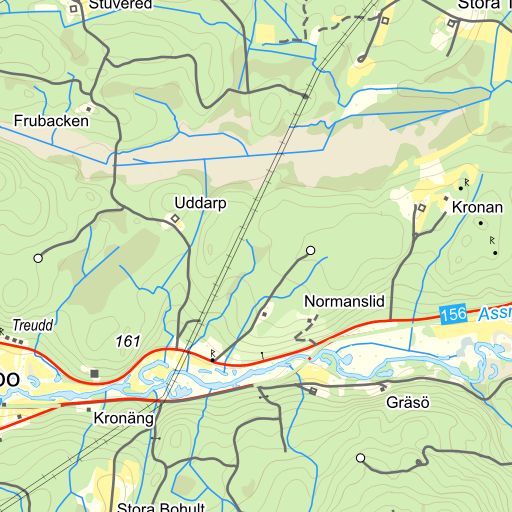 Stuvered
Stora
Frubacken
Uddarp
Kronan
R
R
Normanslid
156
Treudd
161
R
Gräsö
Kronäng
Stora Bohult